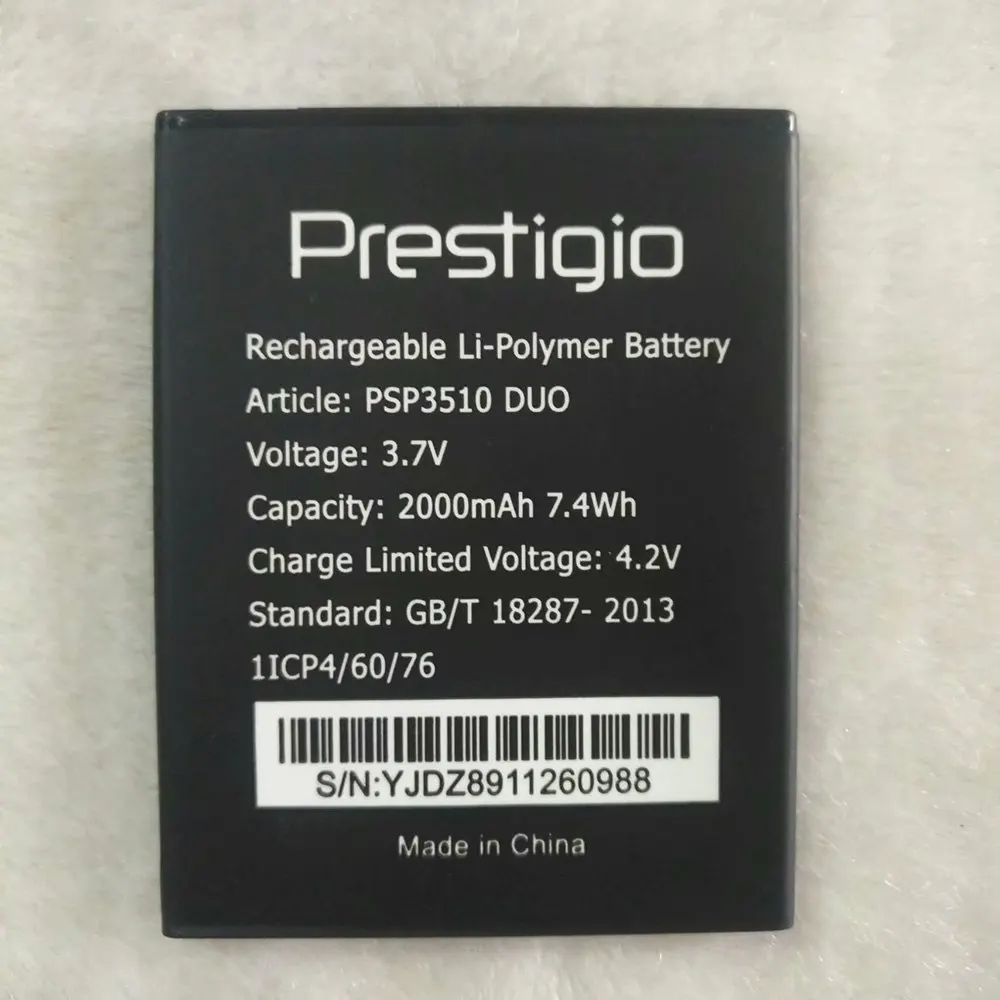 Prestigio
Rechargeable Li-Polymer Battery
Article: PSP3510 DUO
Voltage: 3.7V
Capacity: 2000mAh 7.4Wh
Charge Limited Voltage: 4.2V
Standard: GB/T 18287- 2013
1ICP4/60/76
S/N:YJDZ8911260988
Made in China